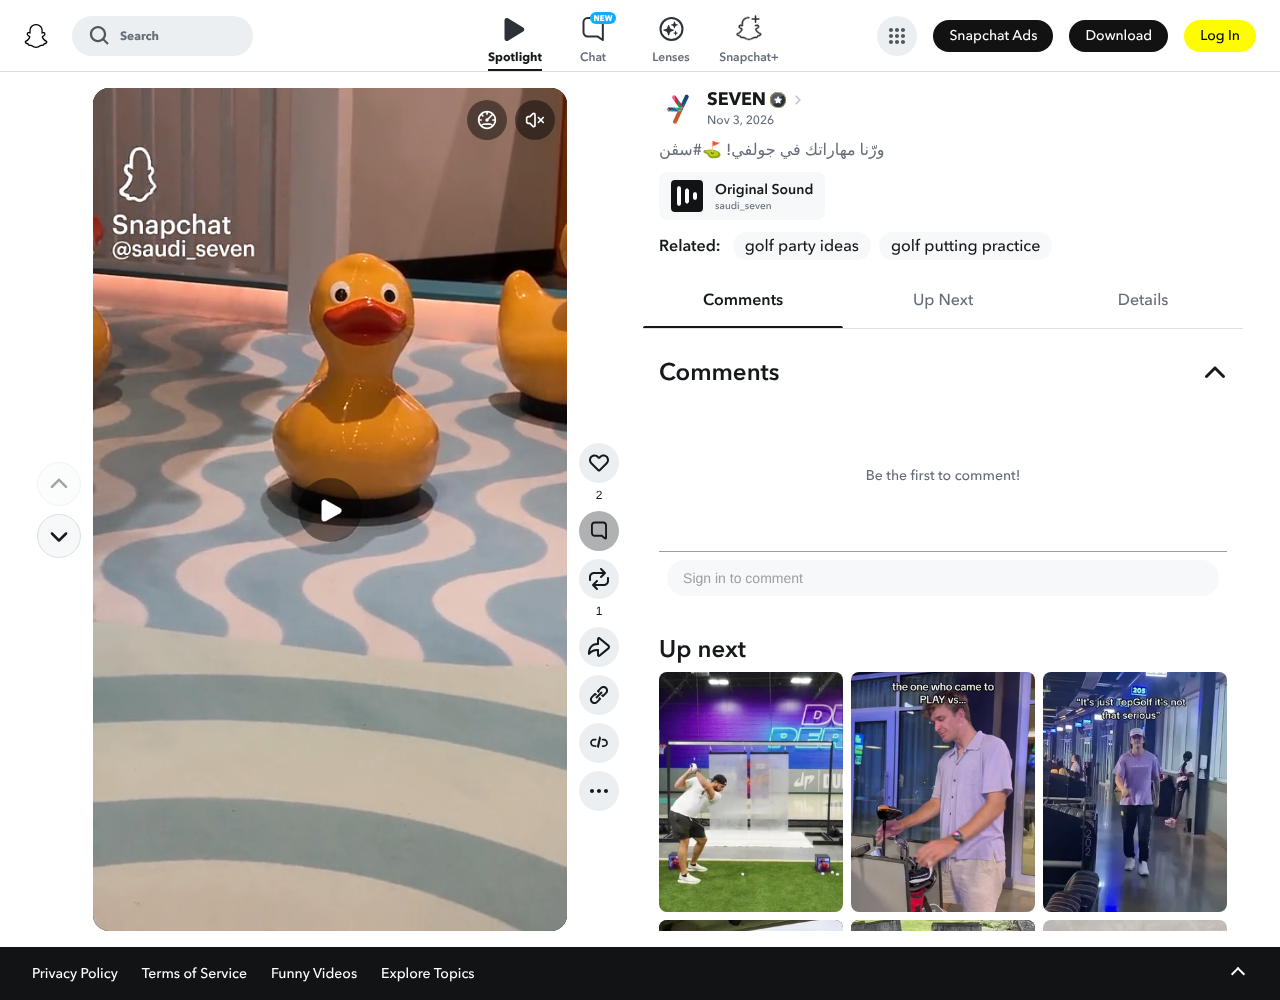 Search
Spotlight
NEW
Chat
Lenses
Snapchat+
Snapchat Ads
Download
Log In
Snapchat
@saudi_seven
2
1
SEVEN
Nov 3, 2026
ورّنا مهاراتك في جولفي! ⛳#سڤن
Original Sound
saudi_seven
Related:
golf party ideas
golf putting practice
Comments
Up Next
Details
Comments
Be the first to comment!
Sign in to comment
Up next
the one who came to
PLAY vs...
205
"It's just TopGolf it's not
that serious"
Privacy Policy
Terms of Service
Funny Videos
Explore Topics